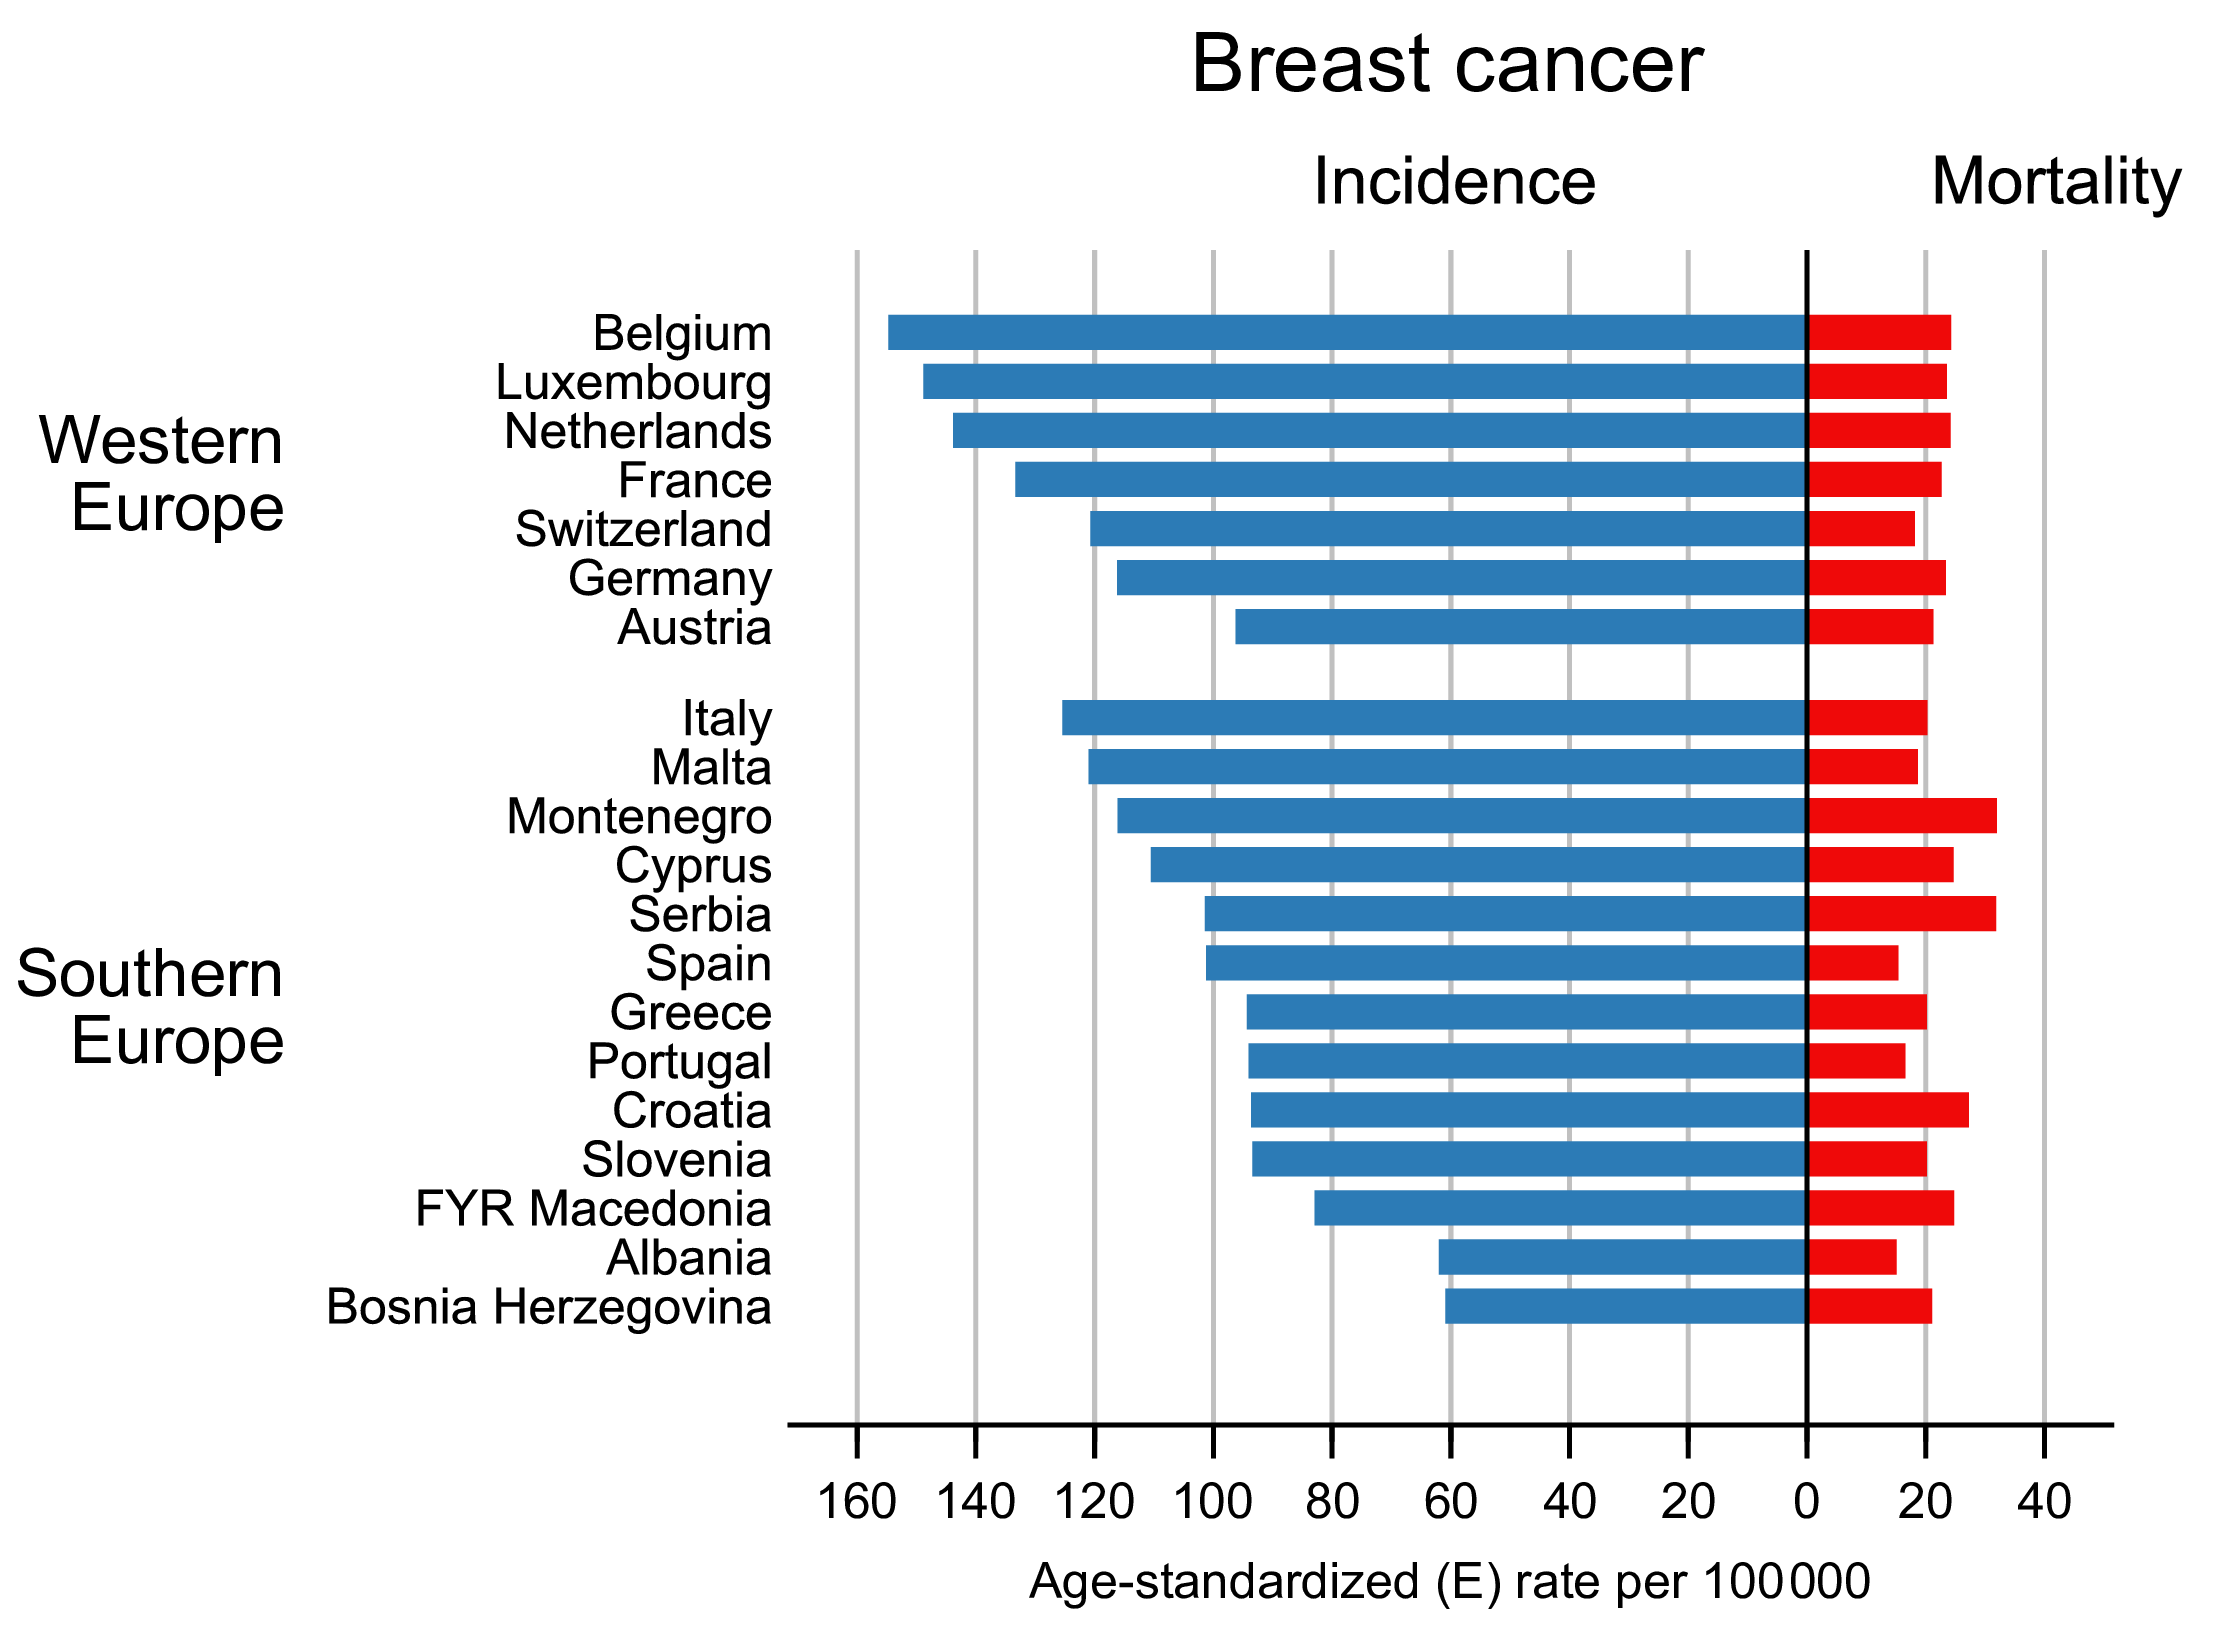 Breast cancer
Incidence Mortality
Western
Europe
Belgium
Luxembourg
Netherlands
France
Switzerland
Germany
Austria
Southern
Europe
Italy
Malta
Montenegro
Cyprus
Serbia
Spain
Greece
Portugal
Croatia
Slovenia
FYR Macedonia
Albania
Bosnia Herzegovina
160 140 120 100 80 60 40 20 0 20 40
Age-standardized (E) rate per 100 000